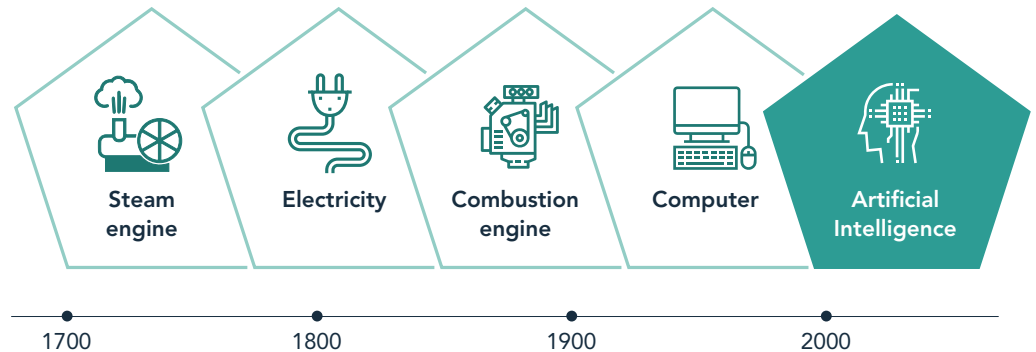 Steam
engine
Electricity
Combustion
engine
Computer
Artificial
Intelligence
1700
1800
1900
2000